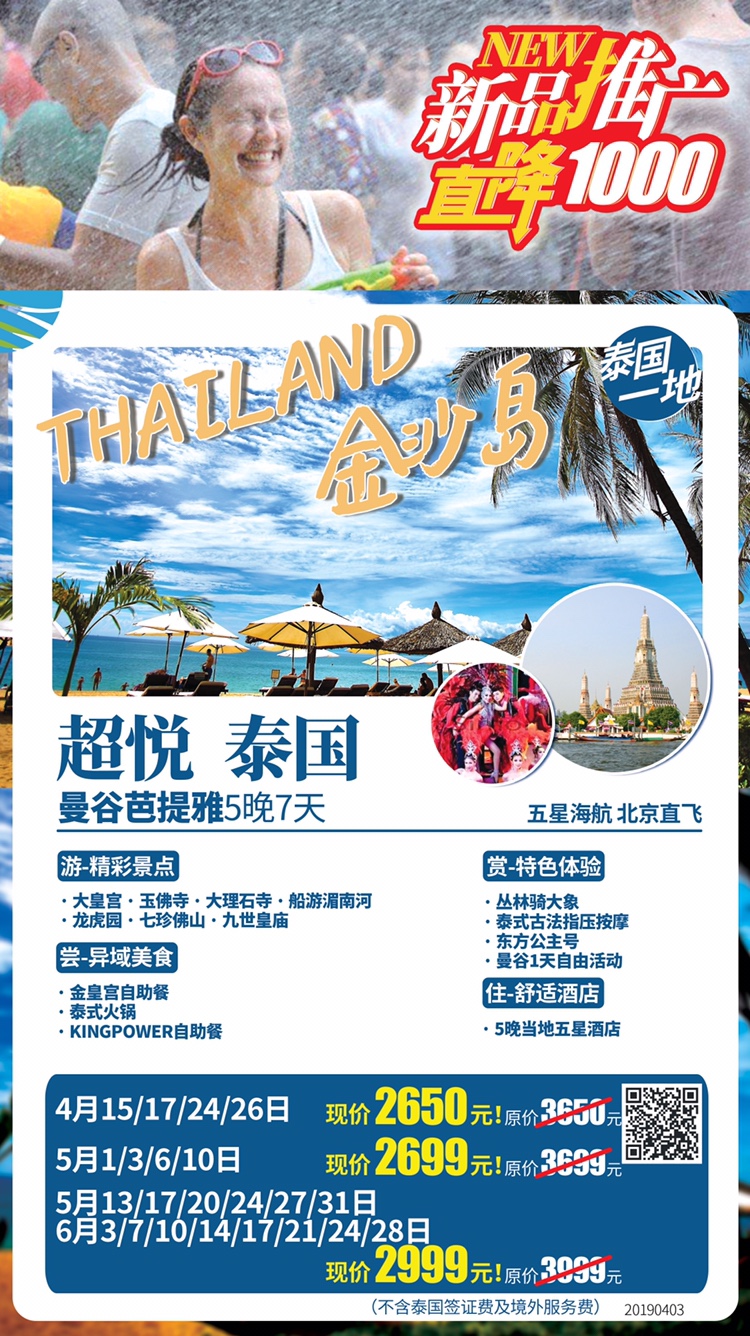 NEW
新品推广
直降1000
THAILAND
金沙岛
泰国
一地
超悦 泰国
曼谷芭提雅5晚7天
五星海航 北京直飞
游-精彩景点
· 大皇宫 · 玉佛寺 · 大理石寺 · 船游湄南河
· 龙虎园 · 七珍佛山 · 九世皇庙
尝-异域美食
· 金皇宫自助餐
· 泰式火锅
· KINGPOWER自助餐
赏-特色体验
· 丛林骑大象
· 泰式古法指压按摩
· 东方公主号
· 曼谷1天自由活动
住-舒适酒店
· 5晚当地五星酒店
4月15/17/24/26日
现价2650元!原价3650元
5月1/3/6/10日
现价2699元!原价3699元
5月13/17/20/24/27/31日
6月3/7/10/14/17/21/24/28日
现价2999元!原价3999元
（不含泰国签证费及境外服务费） 20190403